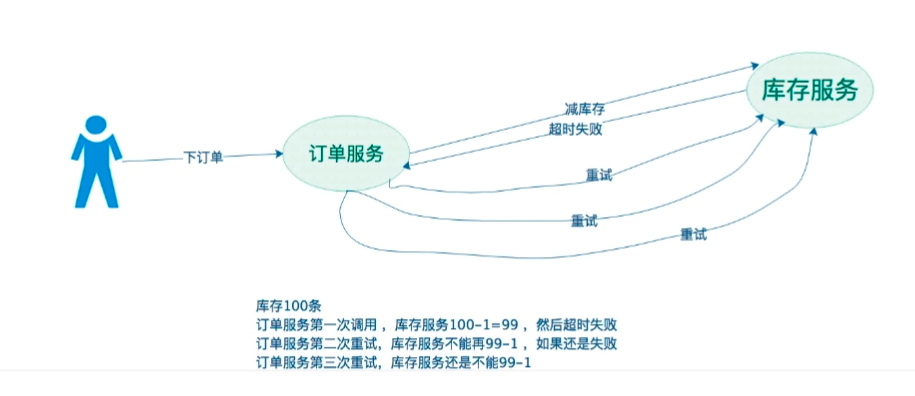 库存服务
减库存
超时失败
订单服务
下订单
重试
重试
重试
库存100条
订单服务第一次调用，库存服务100-1=99，然后超时失败
订单服务第二次重试，库存服务不能再99-1，如果还是失败
订单服务第三次重试，库存服务还是不能99-1